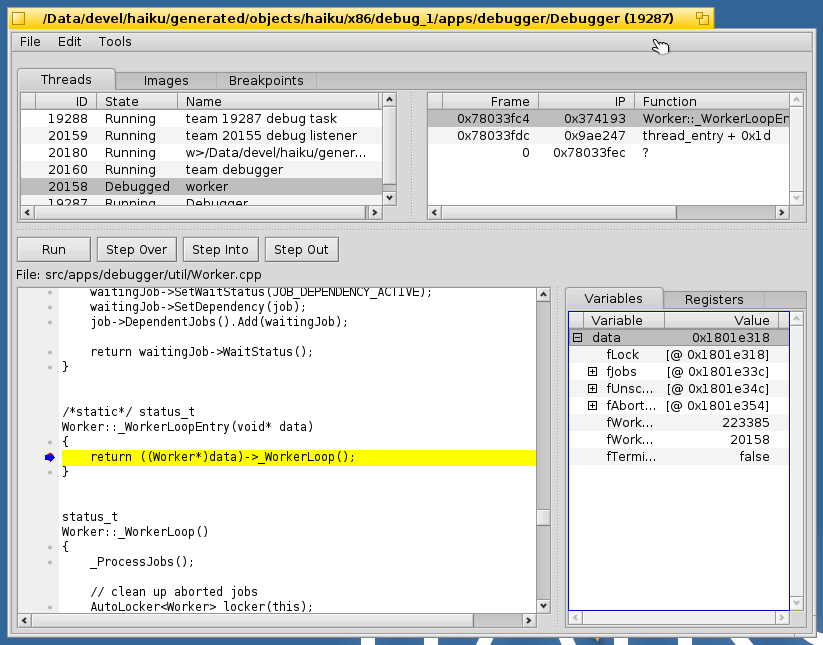 /Data/devel/haiku/generated/objects/haiku/x86/debug_1/apps/debugger/Debugger (19287)
File Edit Tools
Threads Images Breakpoints
ID State Name
19288 Running team 19287 debug task
20159 Running team 20155 debug listener
20180 Running w>/Data/devel/haiku/gener...
20160 Running team debugger
20158 Debugged worker
19287 Running Debugger
Frame IP Function
0x78033fc4 0x374193 Worker::_WorkerLoopEn
0x78033fdc 0x9ae247 thread_entry + 0x1d
0 0x78033fec ?
Run Step Over Step Into Step Out
File: src/apps/debugger/util/Worker.cpp
waitingJob->SetWaitStatus(JOB_DEPENDENCY_ACTIVE);
waitingJob->SetDependency(job);
job->DependentJobs().Add(waitingJob);
return waitingJob->WaitStatus();
}
/*static*/ status_t
Worker::_WorkerLoopEntry(void* data)
{
return ((Worker*)data)->_WorkerLoop();
}
status_t
Worker::_WorkerLoop()
{
_ProcessJobs();
// clean up aborted jobs
AutoLocker<Worker> locker(this);
Variables Registers
Variable Value
data 0x1801e318
fLock [@ 0x1801e318]
fJobs [@ 0x1801e33c]
fUnsc... [@ 0x1801e34c]
fAbort... [@ 0x1801e354]
fWork... 223385
fWork... 20158
fTermi... false